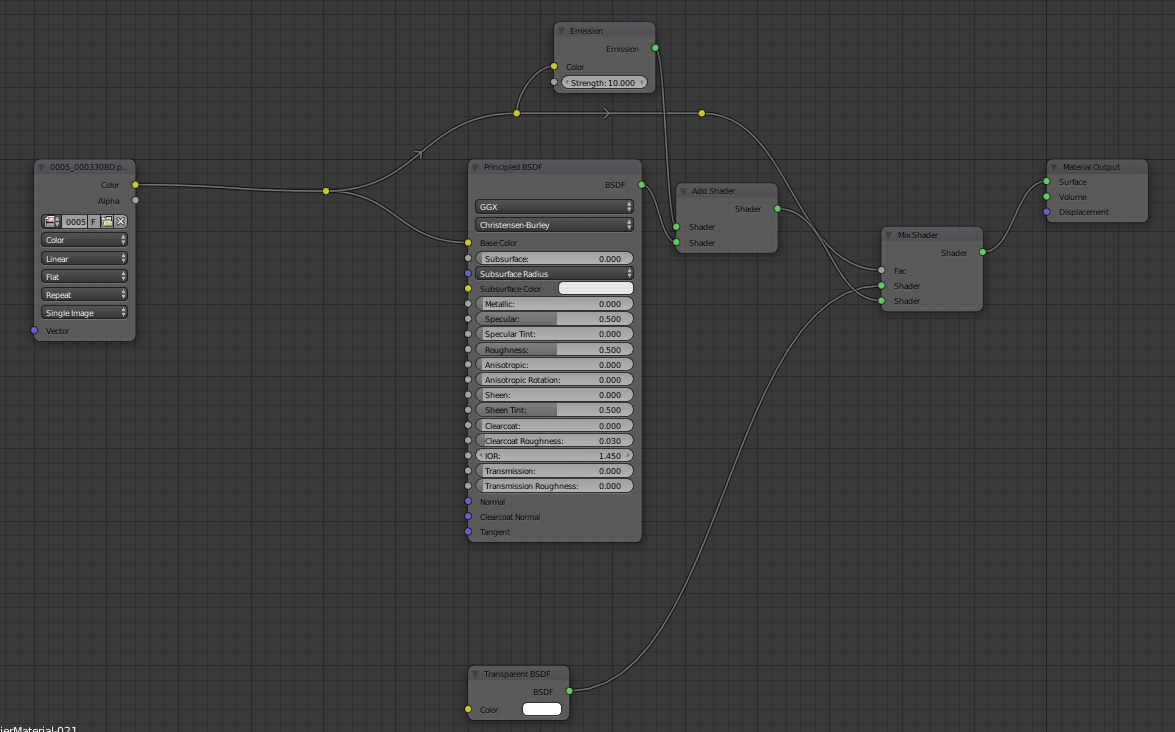 Emission
Emission
Color
Strength: 10.000
0005_0003308D.p..
Color
Alpha
0005 F
Color
Linear
Flat
Repeat
Single Image
Vector
Principled BSDF
BSDF
GGX
Christensen-Burley
Base Color
Subsurface: 0.000
Subsurface Radius
Subsurface Color
Metallic: 0.000
Specular: 0.500
Specular Tint: 0.000
Roughness: 0.500
Anisotropic: 0.000
Anisotropic Rotation: 0.000
Sheen: 0.000
Sheen Tint: 0.500
Clearcoat: 0.000
Clearcoat Roughness: 0.030
IOR: 1.450
Transmission: 0.000
Transmission Roughness: 0.000
Normal
Clearcoat Normal
Tangent
Add Shader
Shader
Shader
Shader
Mix Shader
Shader
Fac
Shader
Shader
Material Output
Surface
Volume
Displacement
Transparent BSDF
BSDF
Color
ierMaterial-021